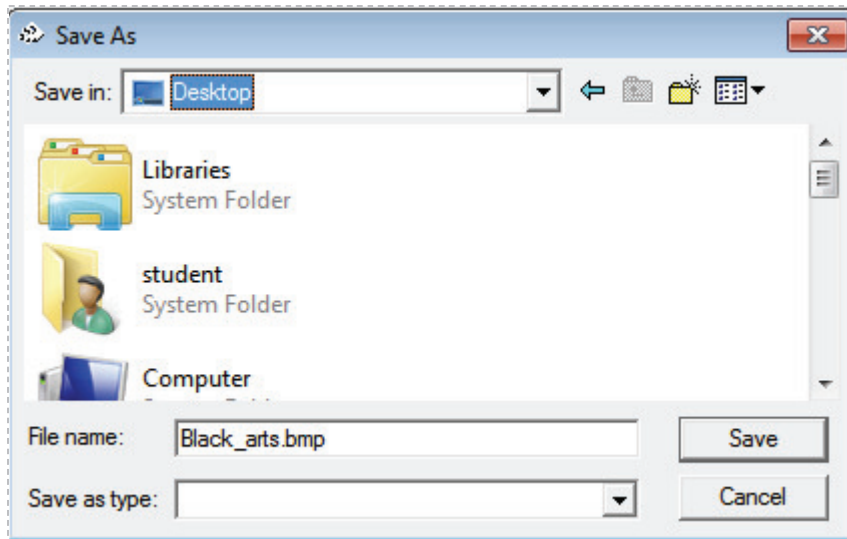 Save As
Save in: Desktop
Libraries
System Folder
student
System Folder
Computer
File name: Black_arts.bmp Save
Save as type: Cancel